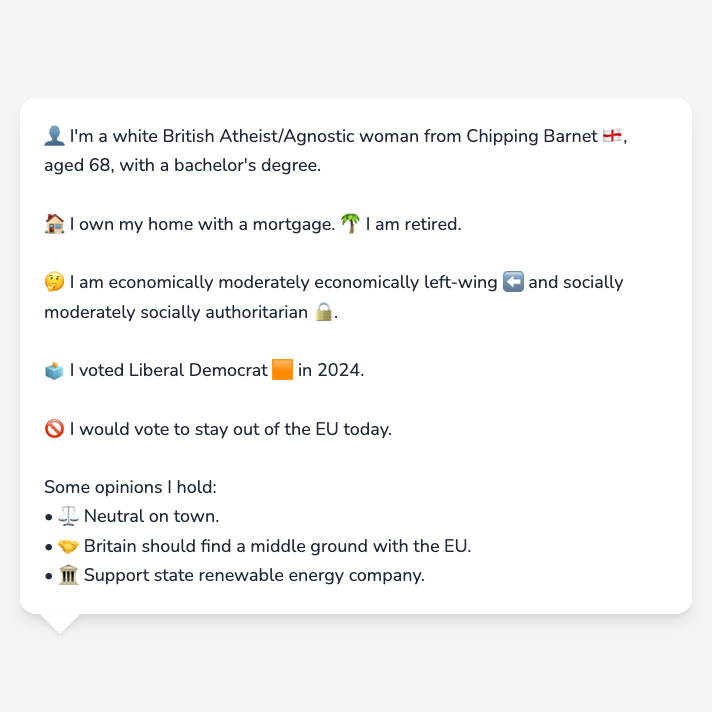 👤 I'm a white British Atheist/Agnostic woman from Chipping Barnet 🏴󠁧󠁢󠁥󠁮󠁧󠁿,
aged 68, with a bachelor's degree.
🏠 I own my home with a mortgage. 🌴 I am retired.
🤔 I am economically moderately economically left-wing ⬅️ and socially
moderately socially authoritarian 🔒.
🗳️ I voted Liberal Democrat 🟧 in 2024.
🚫 I would vote to stay out of the EU today.
Some opinions I hold:
• ⚖️ Neutral on town.
• 🤝 Britain should find a middle ground with the EU.
• 🏛️ Support state renewable energy company.